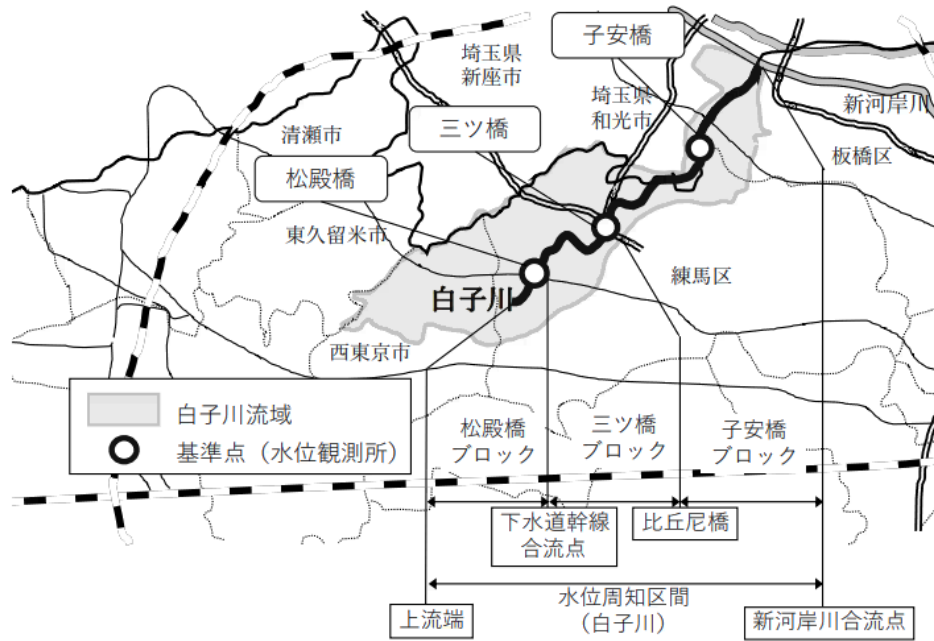 子安橋
埼玉県
新座市
三ツ橋
埼玉県
和光市
新河岸川
清瀬市
板橋区
松殿橋
東久留米市
練馬区
白子川
西東京市
白子川流域
基準点（水位観測所）
松殿橋
ブロック
三ツ橋
ブロック
子安橋
ブロック
下水道幹線
合流点
比丘尼橋
水位周知区間
（白子川）
上流端
新河岸川合流点